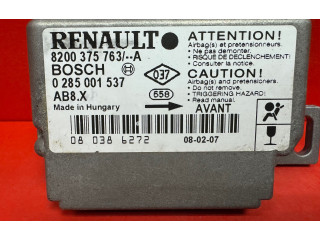 RENAULT
8200 375 763/--A
BOSCH
0 285 001 537
AB8.X
Made in Hungary
037
658
ATTENTION!
Airbag(s) et pretensionneurs.
- Ne pas démonter.
- RISQUE DE DECLENCHEMENT!
- Consulter la notice.
CAUTION!
Airbag(s) and pretensioners.
- Do not remove.
- TRIGGERING HAZARD!
- Read manual.
AVANT
08 038 6272
08-02-07